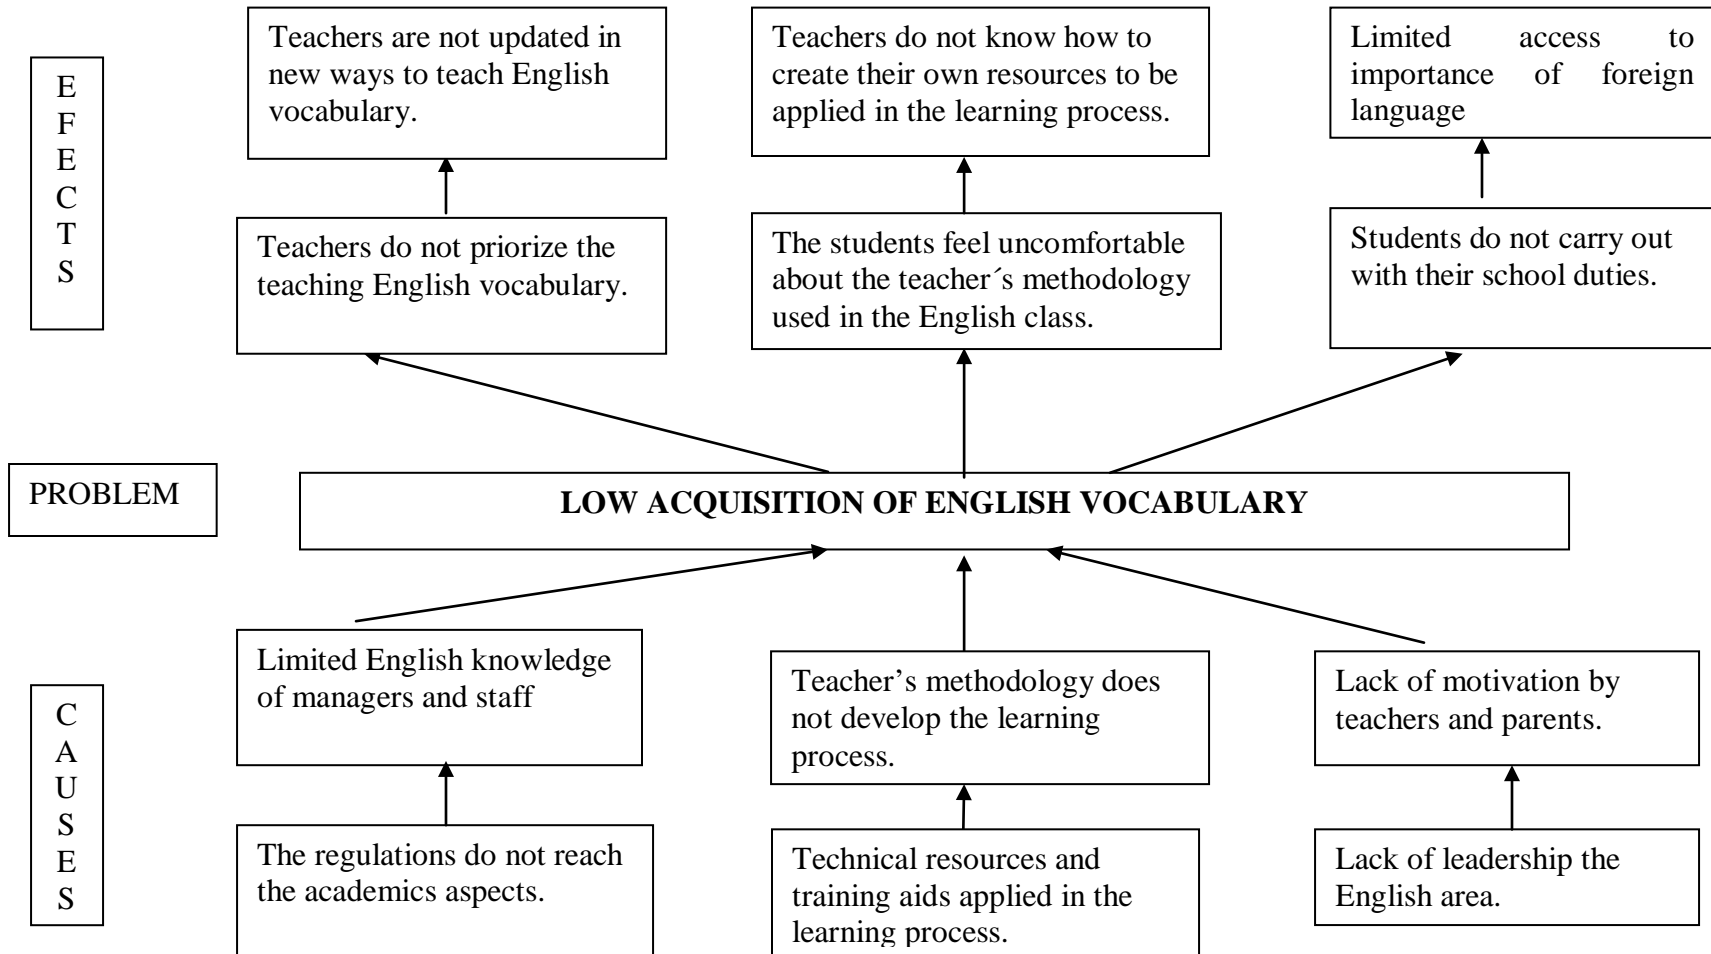 E
F
E
C
T
S
Teachers are not updated in
new ways to teach English
vocabulary.
Teachers do not know how to
create their own resources to be
applied in the learning process.
Limited access to
importance of foreign
language
Teachers do not priorize the
teaching English vocabulary.
The students feel uncomfortable
about the teacher´s methodology
used in the English class.
Students do not carry out
with their school duties.
PROBLEM
LOW ACQUISITION OF ENGLISH VOCABULARY
C
A
U
S
E
S
Limited English knowledge
of managers and staff
Teacher’s methodology does
not develop the learning
process.
Lack of motivation by
teachers and parents.
The regulations do not reach
the academics aspects.
Technical resources and
training aids applied in the
learning process.
Lack of leadership the
English area.